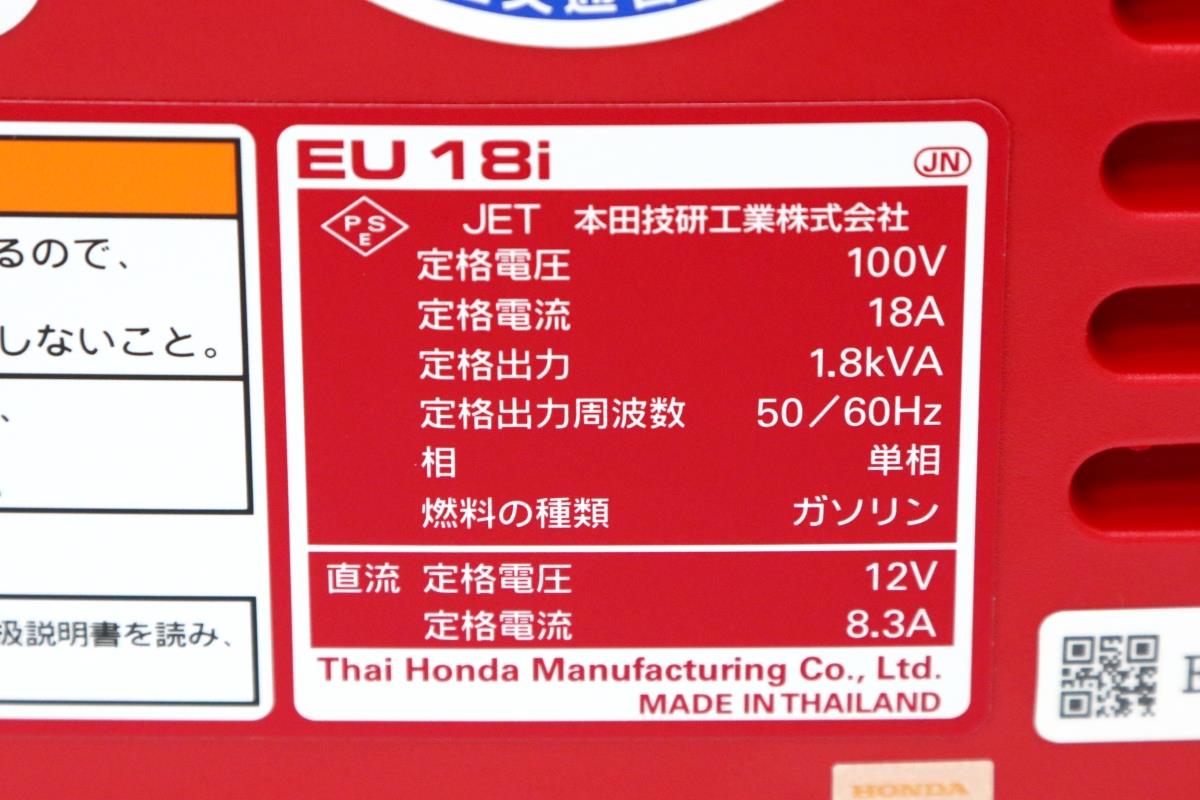 EU 18i JN
PSE JET 本田技研工業株式会社
定格電圧 100V
定格電流 18A
定格出力 1.8kVA
定格出力周波数 50／60Hz
相 単相
燃料の種類 ガソリン
直流 定格電圧 12V
定格電流 8.3A
Thai Honda Manufacturing Co., Ltd.
MADE IN THAILAND
るので、
しないこと。
扱説明書を読み、
HONDA